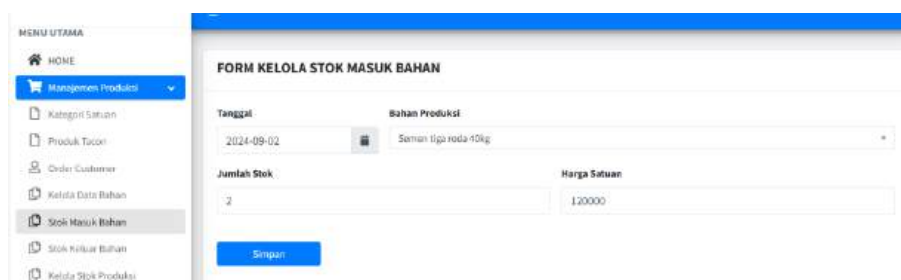 MENU UTAMA
HOME
Manajemen Produksi
Kategori Satuan
Produk Tacon
Order Customer
Kelola Data Bahan
Stok Masuk Bahan
Stok Keluar Bahan
Kelola Stok Produksi
FORM KELOLA STOK MASUK BAHAN
Tanggal Bahan Produksi
2024-09-02 Semen tiga roda 40kg
Jumlah Stok Harga Satuan
2 120000
Simpan